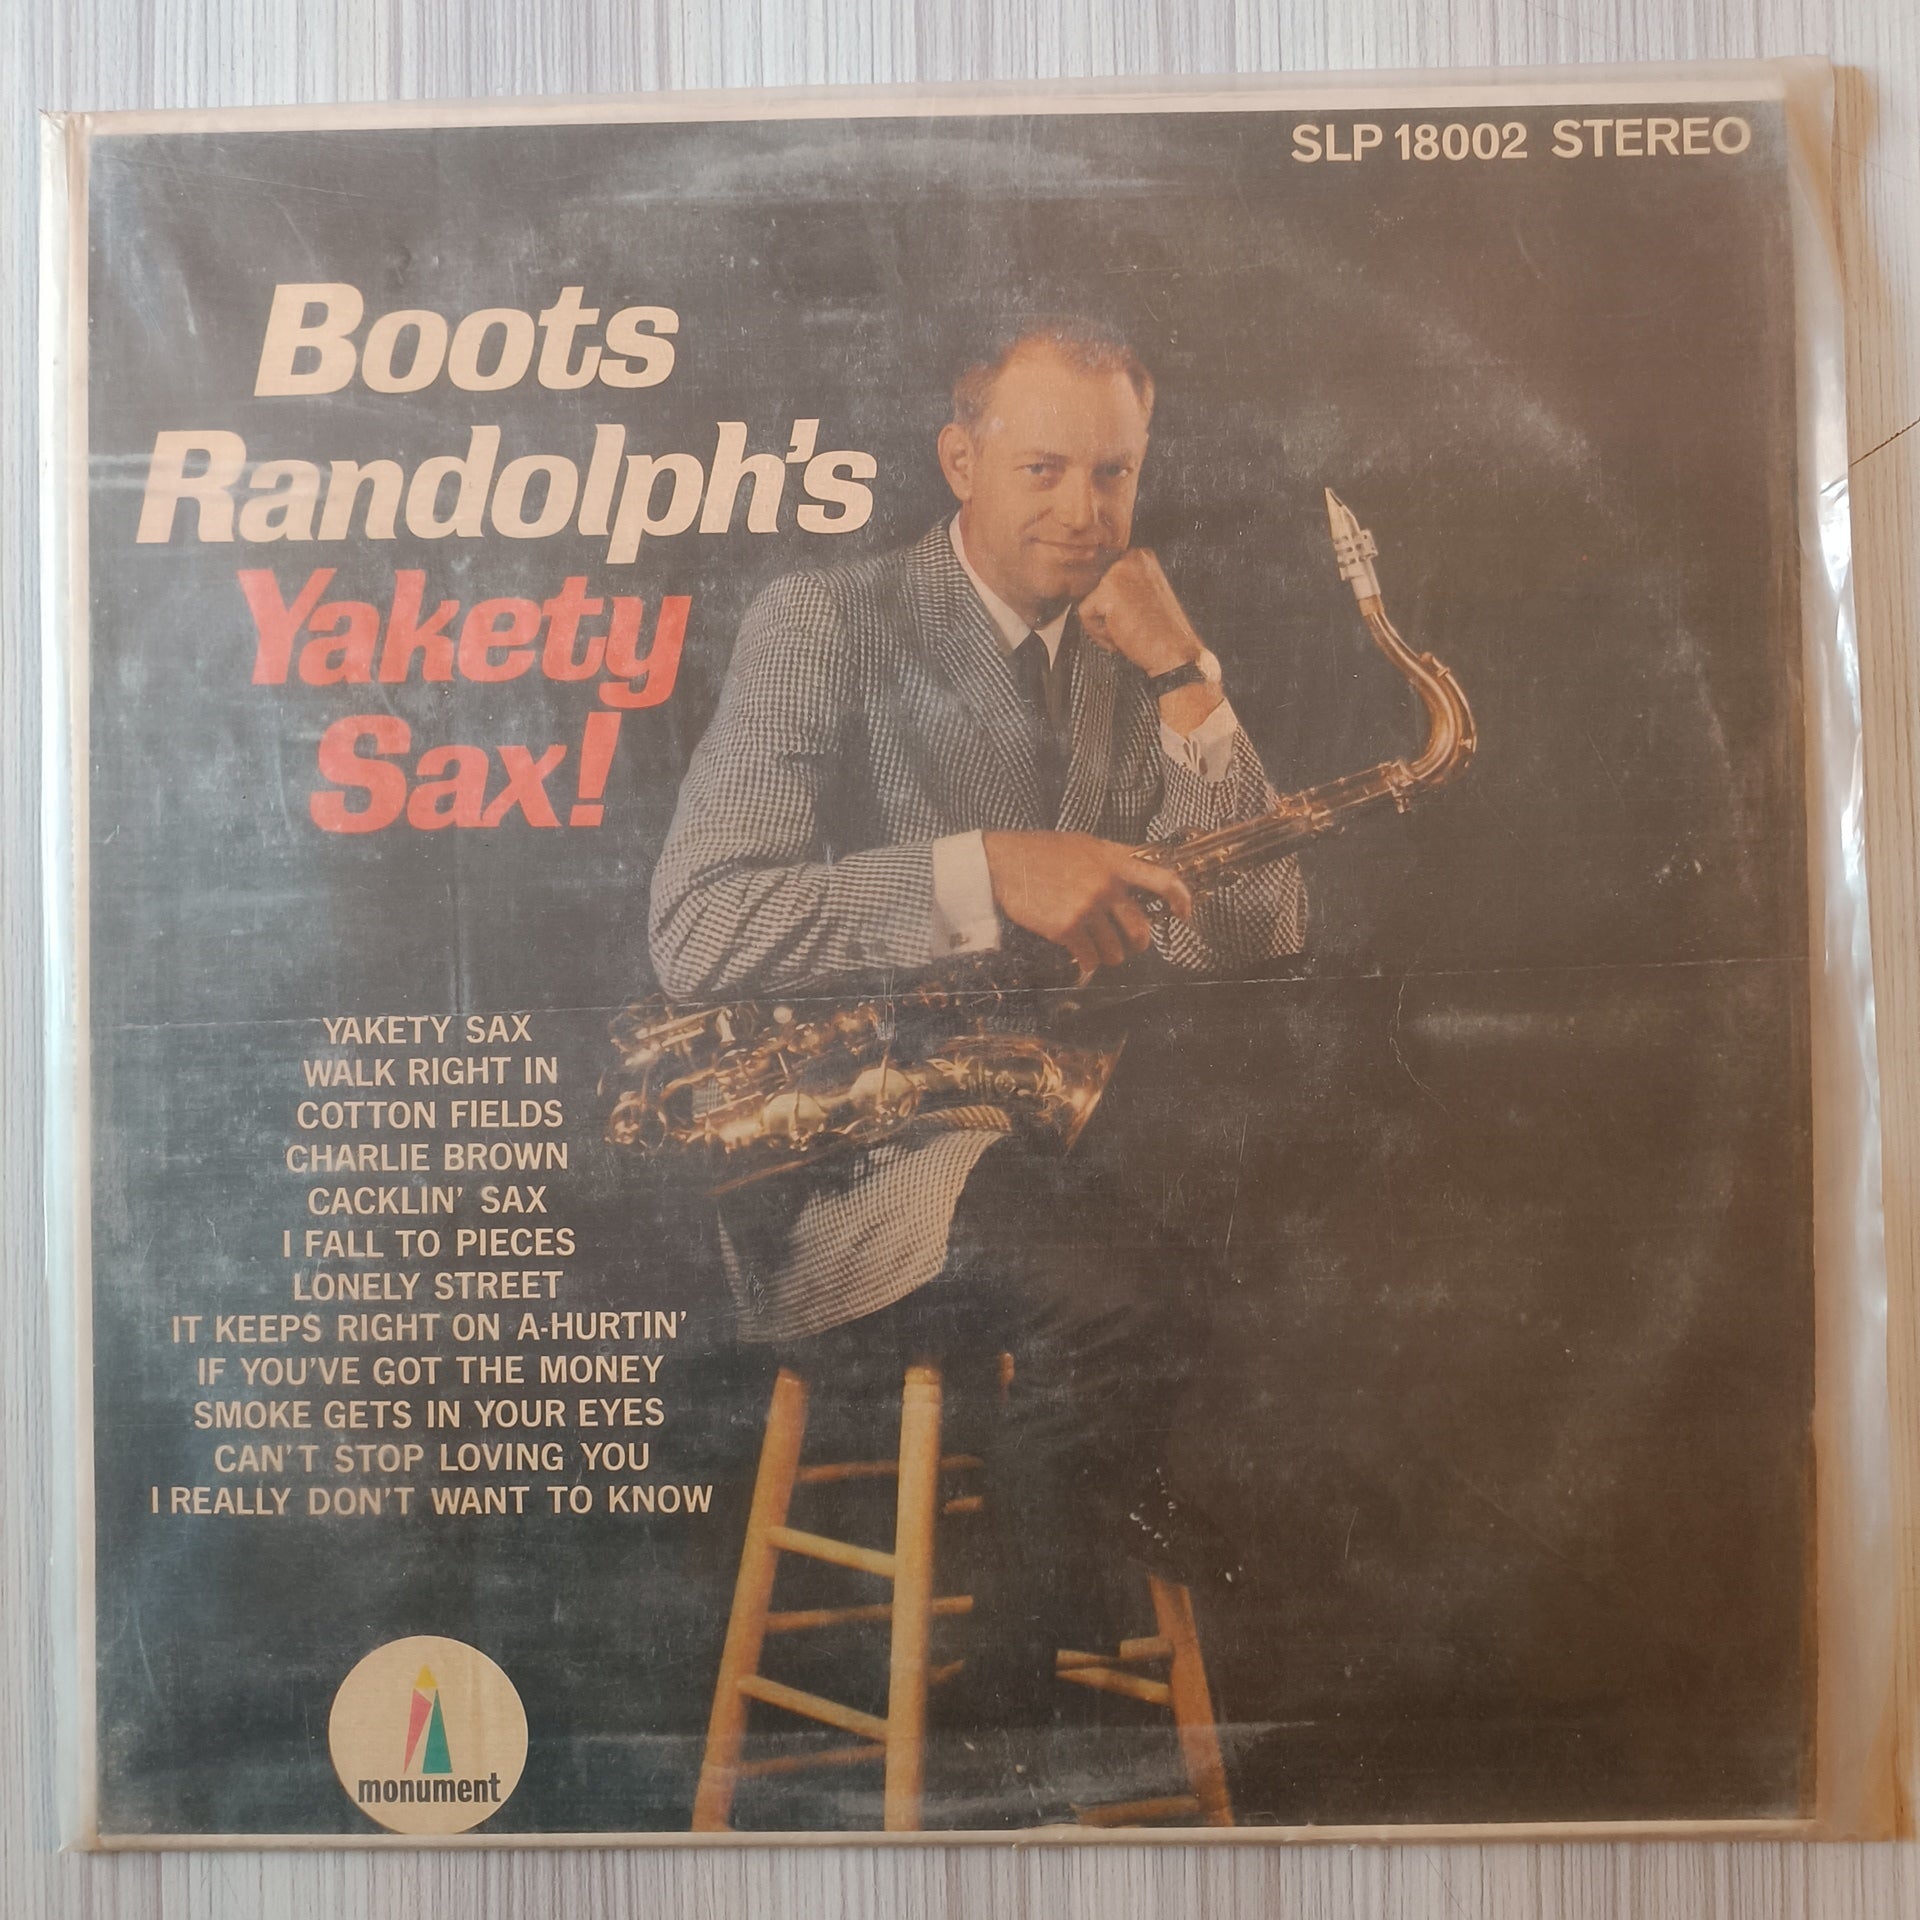 SLP 18002 STEREO
Boots
Randolph's
Yakety
Sax!
YAKETY SAX
WALK RIGHT IN
COTTON FIELDS
CHARLIE BROWN
CACKLIN' SAX
I FALL TO PIECES
LONELY STREET
IT KEEPS RIGHT ON A-HURTIN'
IF YOU'VE GOT THE MONEY
SMOKE GETS IN YOUR EYES
CAN'T STOP LOVING YOU
I REALLY DON'T WANT TO KNOW
monument